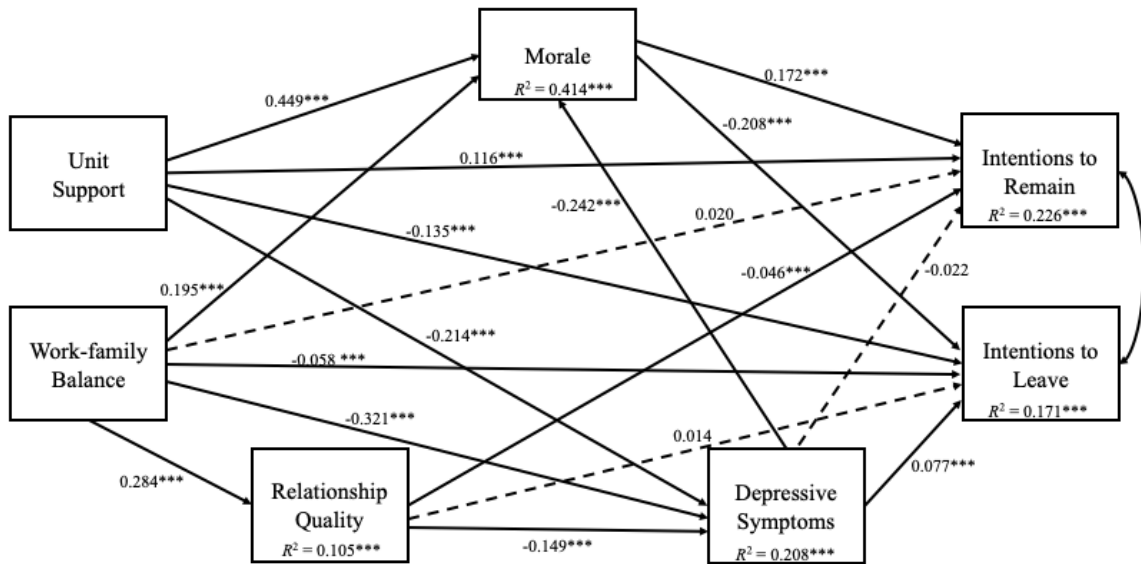 Morale
R² = 0.414***
0.172***
0.449***
-0.208***
Unit
Support
0.116***
Intentions to
Remain
R² = 0.226***
-0.242***
0.020
-0.135***
-0.046***
-0.022
0.195***
-0.214***
Work-family
Balance
-0.058 ***
Intentions to
Leave
R² = 0.171***
-0.321***
0.014
0.284***
Relationship
Quality
R² = 0.105***
-0.149***
Depressive
Symptoms
R² = 0.208***
0.077***